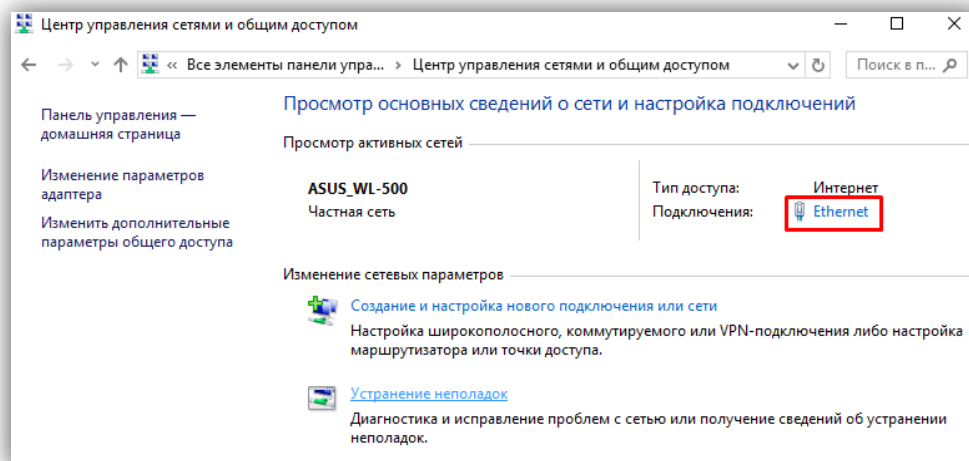 Центр управления сетями и общим доступом
« Все элементы панели упра... › Центр управления сетями и общим доступом
Поиск в п...
Панель управления —
домашняя страница
Изменение параметров
адаптера
Изменить дополнительные
параметры общего доступа
Просмотр основных сведений о сети и настройка подключений
Просмотр активных сетей
ASUS_WL-500
Частная сеть
Тип доступа: Интернет
Подключения: Ethernet
Изменение сетевых параметров
Создание и настройка нового подключения или сети
Настройка широкополосного, коммутируемого или VPN-подключения либо настройка
маршрутизатора или точки доступа.
Устранение неполадок
Диагностика и исправление проблем с сетью или получение сведений об устранении
неполадок.